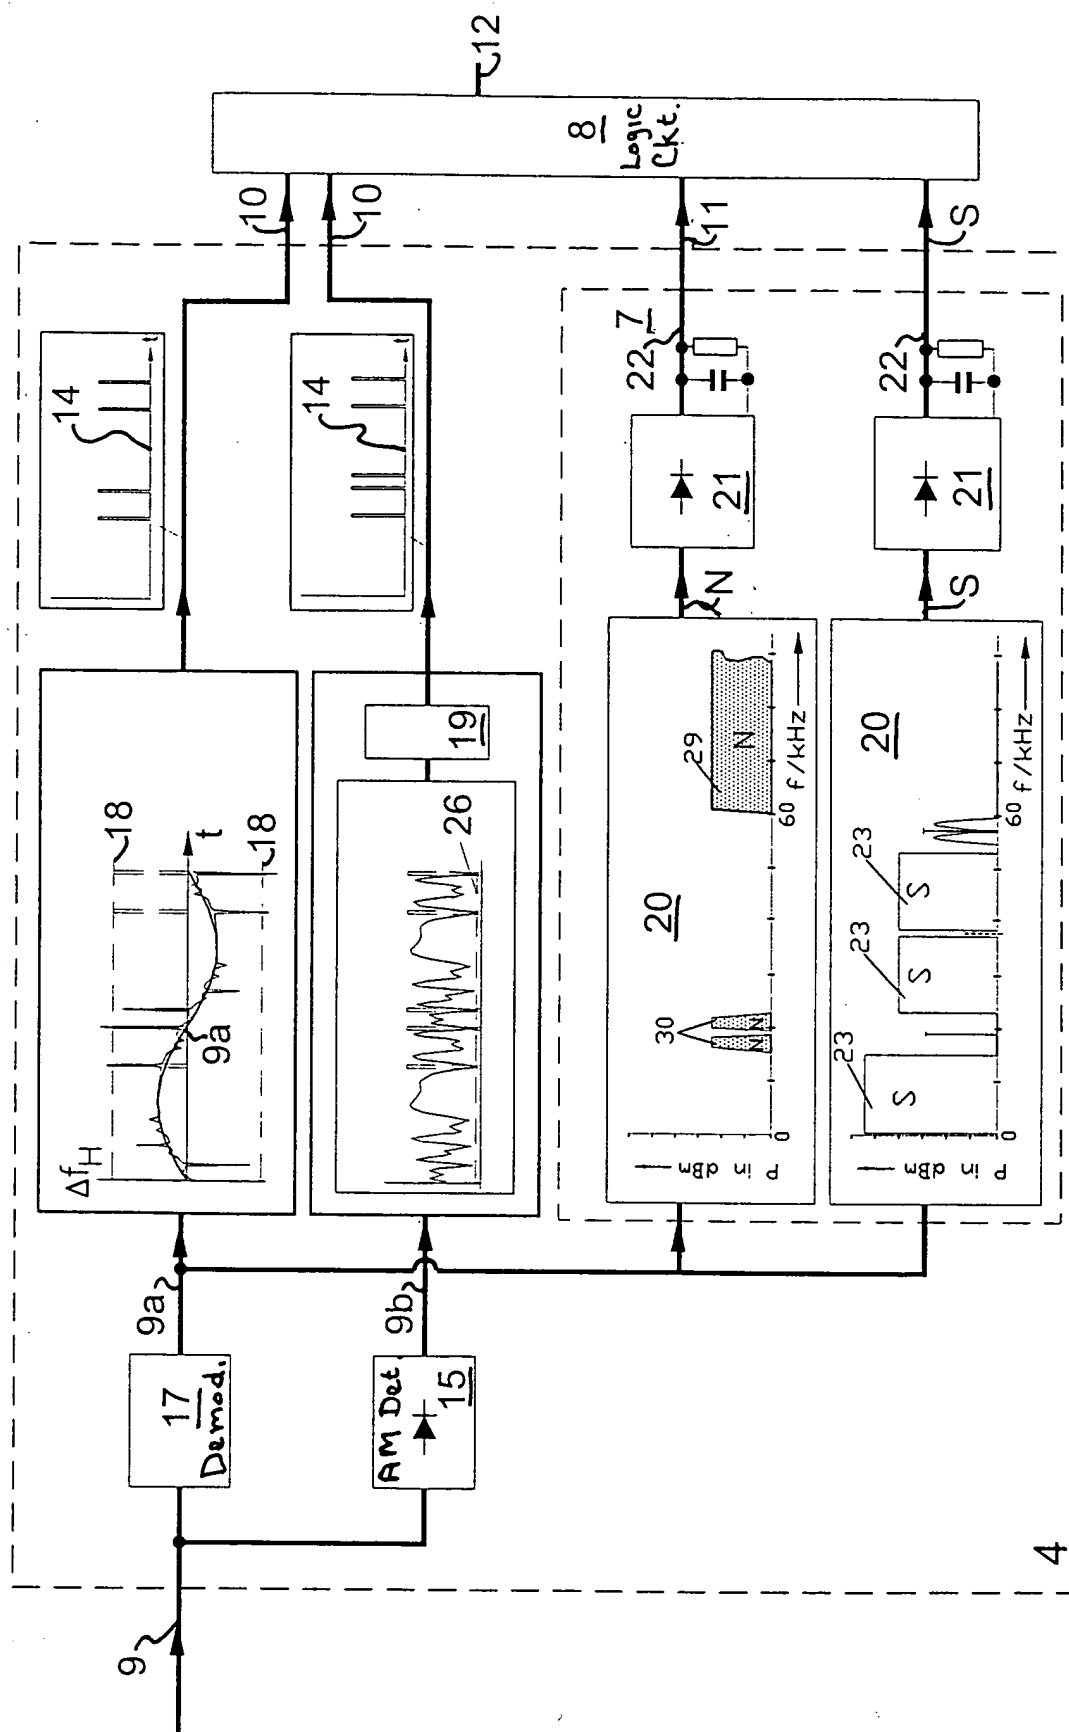 9
17
Demod.
9a
AM Det.
15
9b
4
Δf_H
18
18
t
9a
26
19
14
t
14
t
10
10
8
Logic
Ckt.
12
P in dBm
0
30
N
N
20
29
N
60
f/kHz
N
21
22
7
11
P in dBm
0
23
S
23
S
23
S
20
60
f/kHz
S
21
22
S